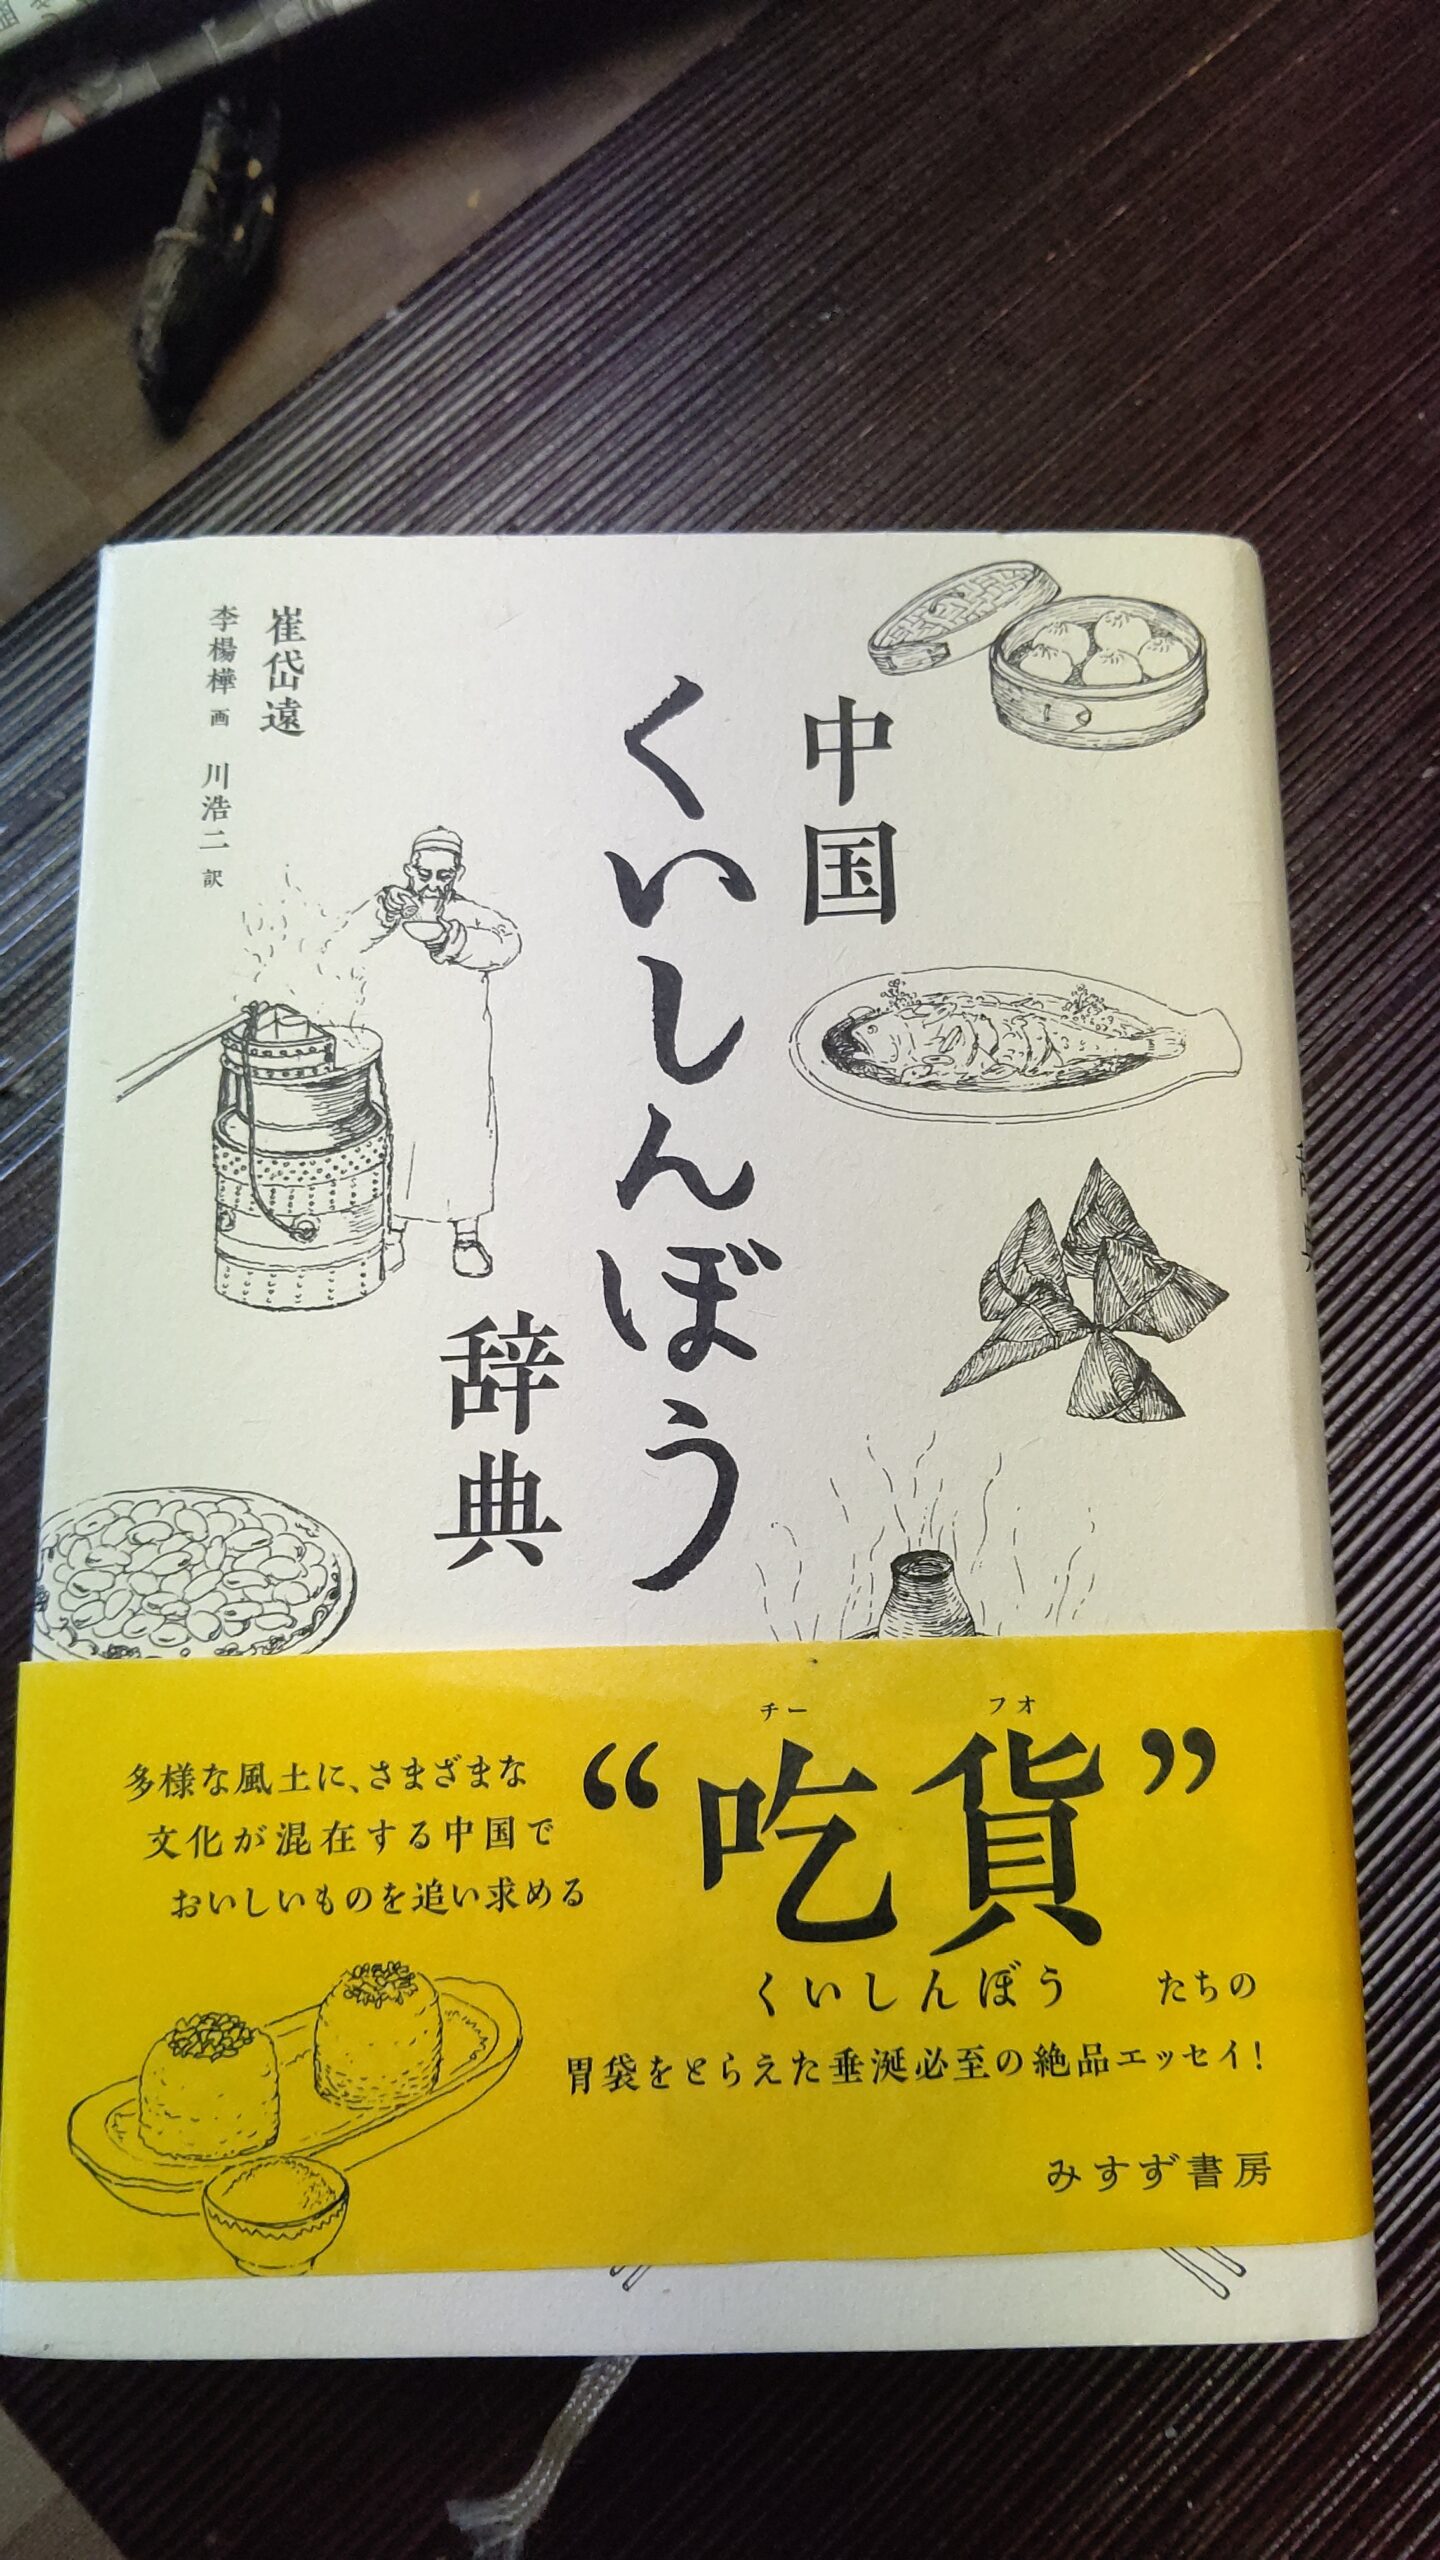 中国
くいしんぼう
辞典
崔岱遠
李楊樺 画 川浩二 訳
多様な風土に、さまざまな
文化が混在する中国で
おいしいものを追い求める
チー フオ
“吃貨”
くいしんぼう たちの
胃袋をとらえた垂涎必至の絶品エッセイ!
みすず書房